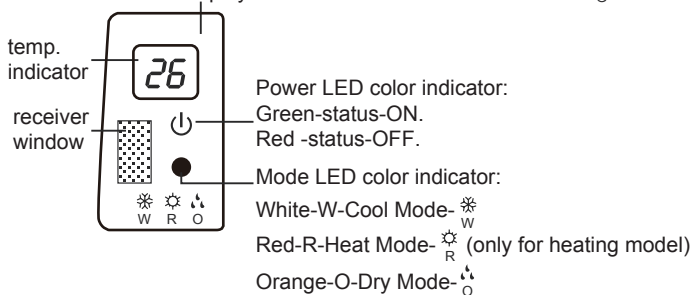 temp.
indicator
26
receiver
window
Power LED color indicator:
Green-status-ON.
Red -status-OFF.
Mode LED color indicator:
W R O
White-W-Cool Mode- W
Red-R-Heat Mode- R (only for heating model)
Orange-O-Dry Mode- O